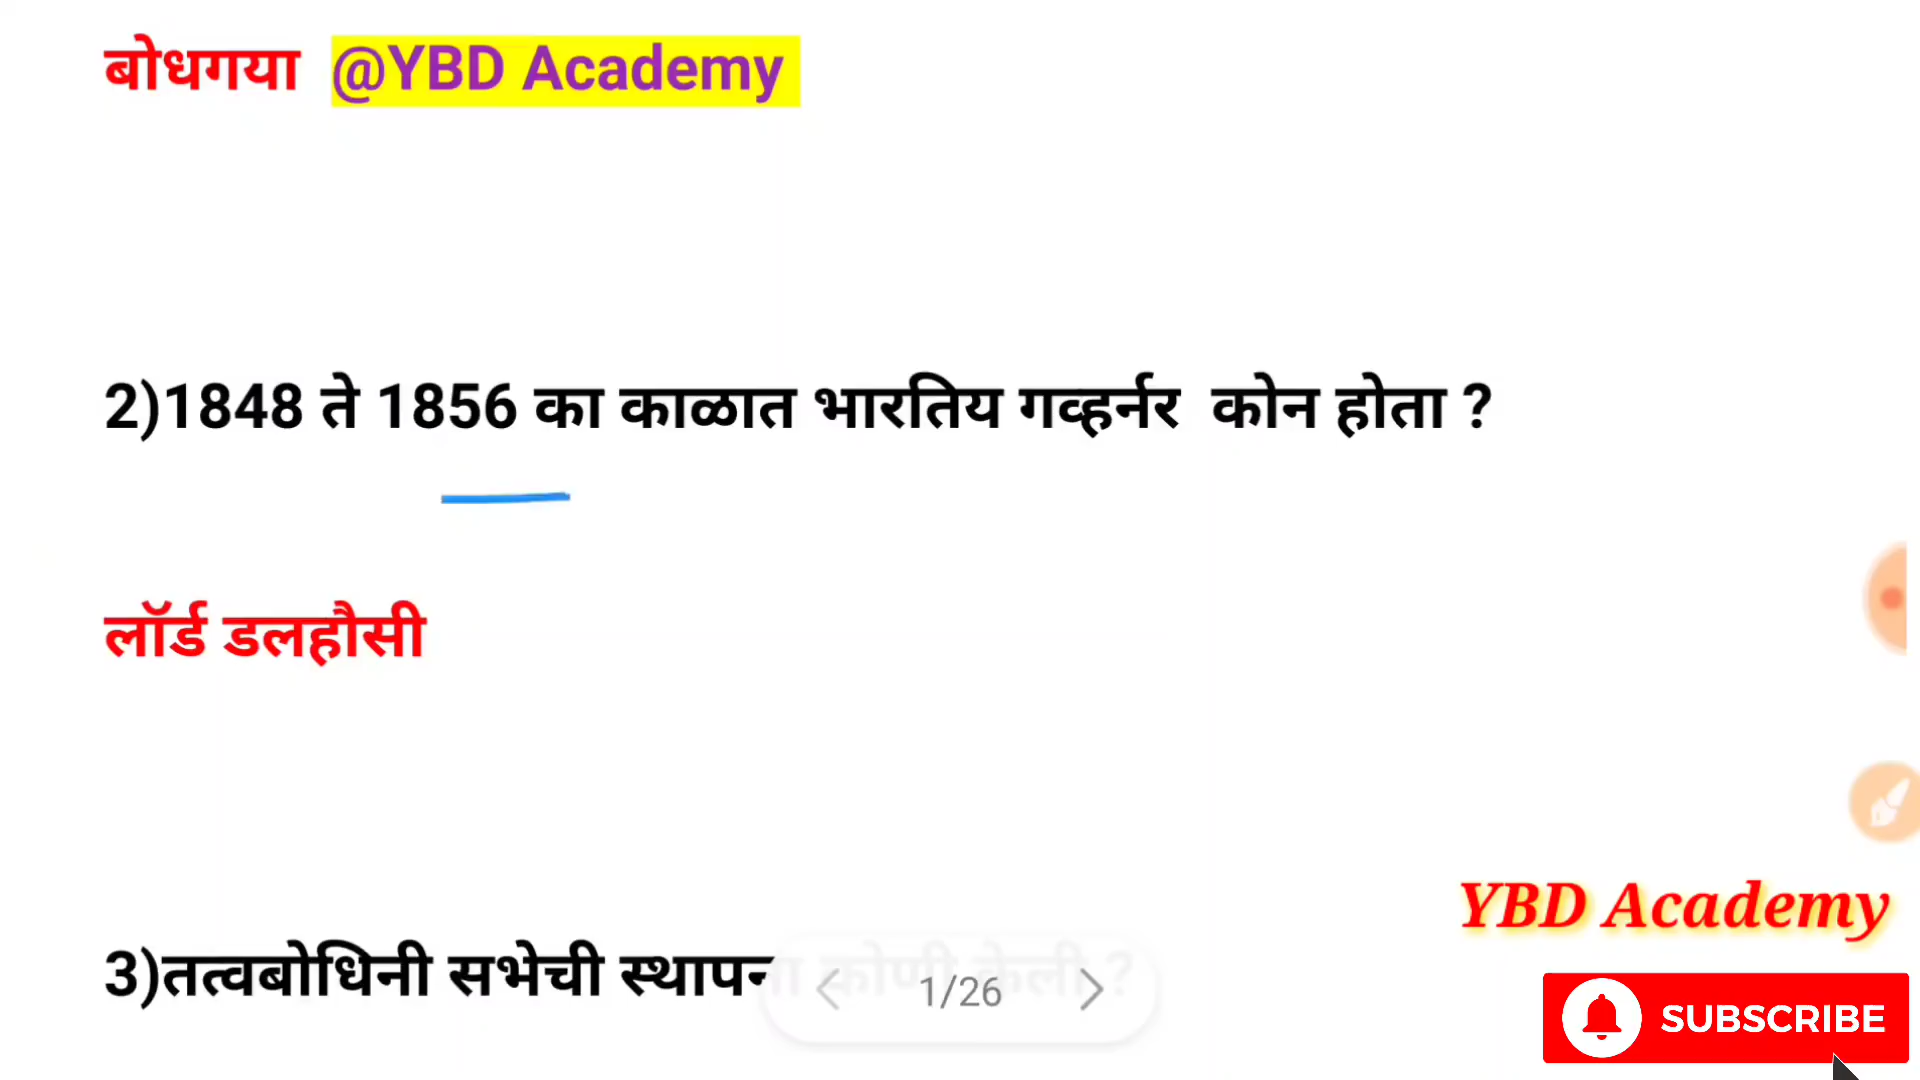 बोधगया @YBD Academy
2)1848 ते 1856 का काळात भारतिय गव्हर्नर कोन होता ?
लॉर्ड डलहौसी
3)तत्वबोधिनी सभेची स्थापना कोणी केली ?
1/26
YBD Academy
SUBSCRIBE